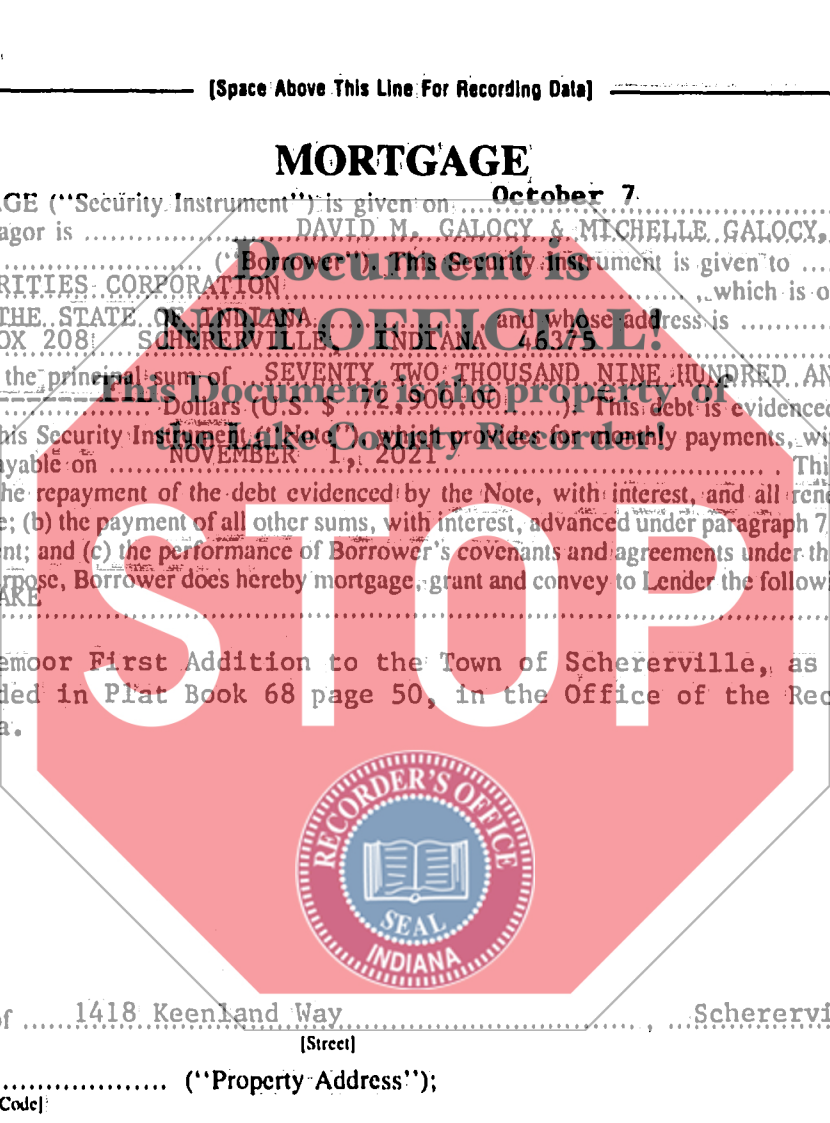 [Space Above This Line For Recording Data]
MORTGAGE
AGE ("Security Instrument") is given on October 7
agor is DAVID M. GALOCY & MICHELLE GALOCY,
("Borrower"). This Security Instrument is given to
RITIES CORPORATION , which is o
THE STATE OF INDIANA , and whose address is
OX 208 SCHERERVILLE, INDIANA 46375
the principal sum of SEVENTY TWO THOUSAND NINE HUNDRED AN
Dollars (U.S. $ 72,900.00 ). This debt is evidenced
his Security Instrument ("Note"), which provides for monthly payments, wi
ayable on NOVEMBER 1, 2021 . Thi
he repayment of the debt evidenced by the Note, with interest, and all rene
e; (b) the payment of all other sums, with interest, advanced under paragraph 7
nt; and (c) the performance of Borrower's covenants and agreements under th
rpose, Borrower does hereby mortgage, grant and convey to Lender the followi
AKE
emoor First Addition to the Town of Schererville, as
ded in Plat Book 68 page 50, in the Office of the Rec
a.
Document is
NOT OFFICIAL!
This Document is the property of
the Lake County Recorder!
STOP
RECORDER'S OFFICE
SEAL
INDIANA
of 1418 Keenland Way , Scherervi
[Street]
("Property Address");
Code]